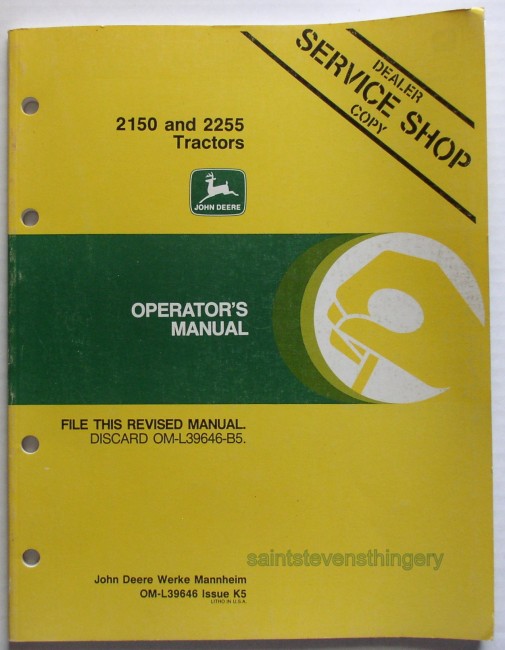 DEALER
SERVICE SHOP
COPY
2150 and 2255
Tractors
JOHN DEERE
OPERATOR'S
MANUAL
FILE THIS REVISED MANUAL.
DISCARD OM-L39646-B5.
saintstevensthingery
John Deere Werke Mannheim
OM-L39646 Issue K5
LITHO IN U.S.A.